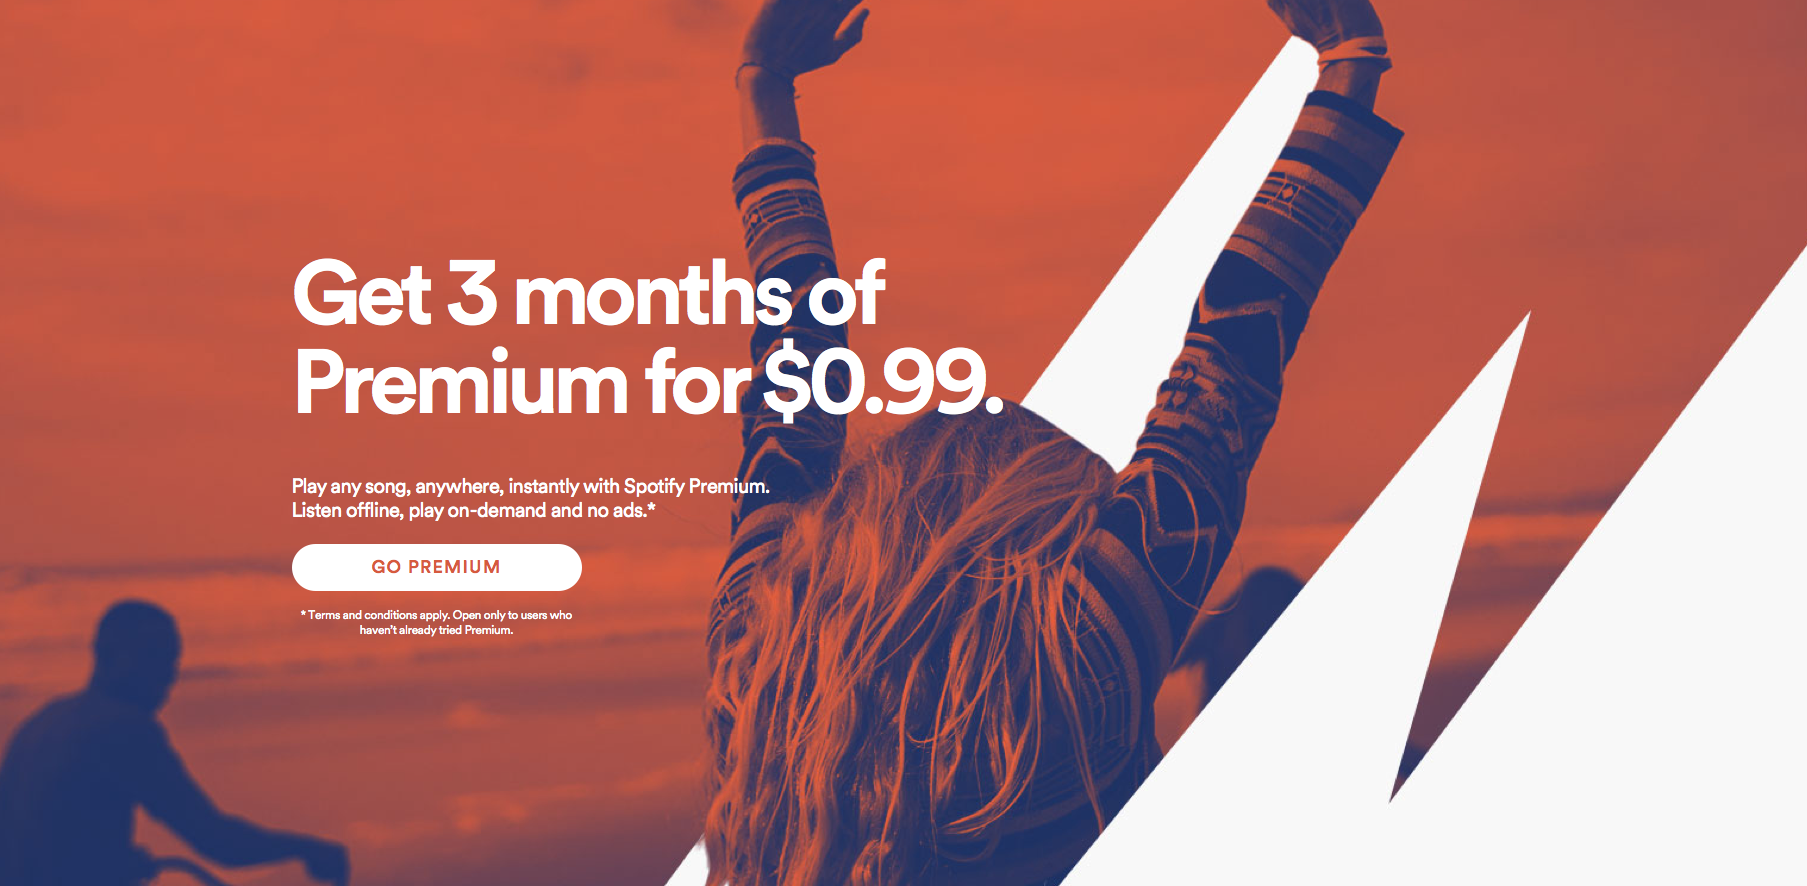 Get 3 months of
Premium for $0.99.
Play any song, anywhere, instantly with Spotify Premium.
Listen offline, play on-demand and no ads.*
GO PREMIUM
* Terms and conditions apply. Open only to users who
haven't already tried Premium.